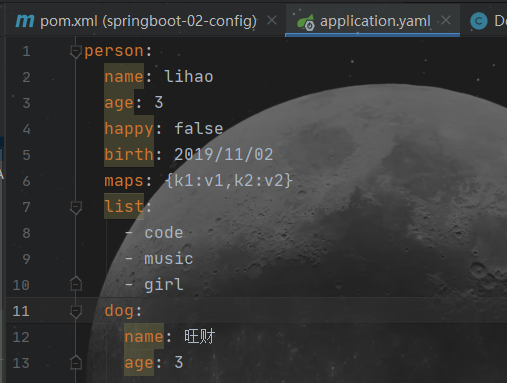 pom.xml (springboot-02-config) application.yaml
1 person:
2   name: lihao
3   age: 3
4   happy: false
5   birth: 2019/11/02
6   maps: {k1:v1,k2:v2}
7   list:
8     - code
9     - music
10     - girl
11   dog:
12     name: 旺财
13     age: 3